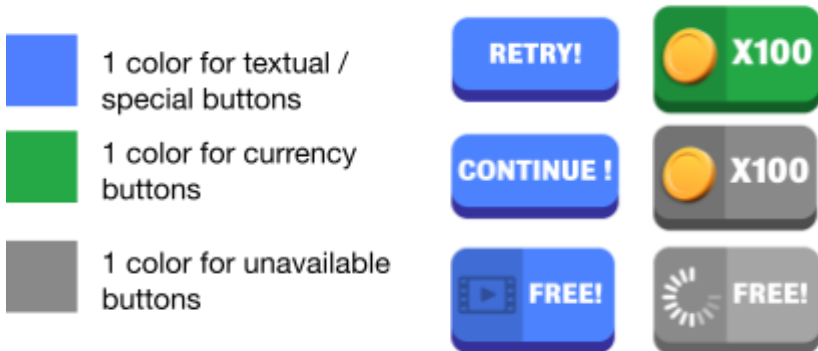 1 color for textual /
special buttons
1 color for currency
buttons
1 color for unavailable
buttons
RETRY!
X100
CONTINUE !
X100
FREE!
FREE!